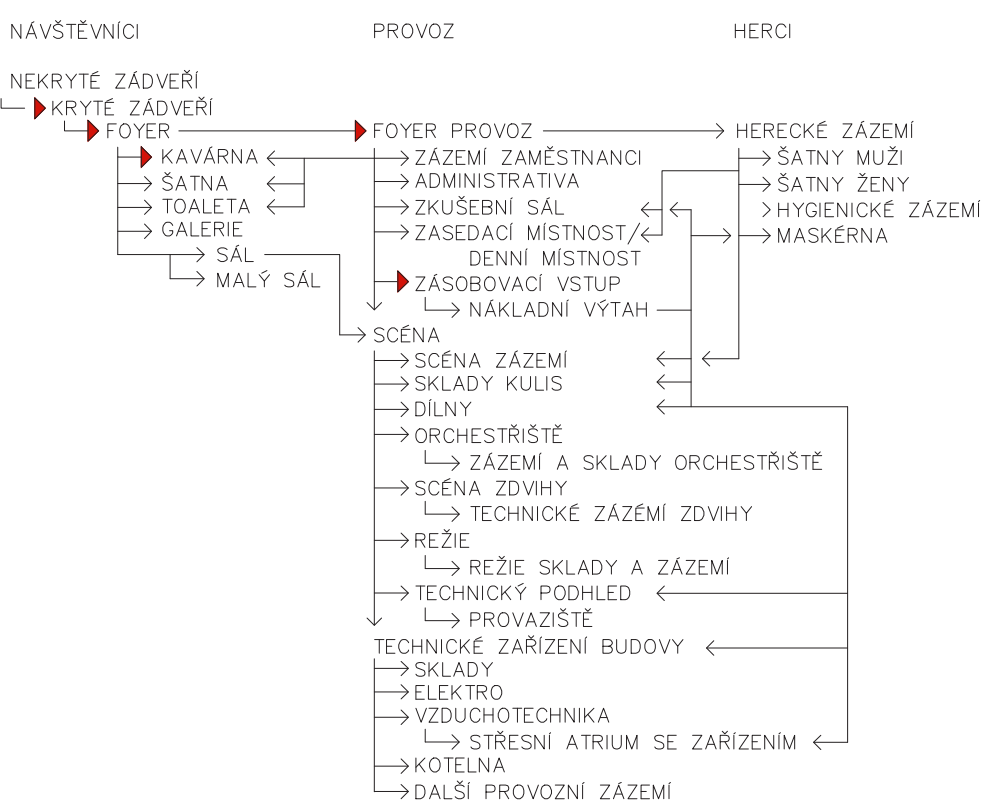 NÁVŠTĚVNÍCI
PROVOZ
HERCI
NEKRYTÉ ZÁDVEŘÍ
KRYTÉ ZÁDVEŘÍ
FOYER
FOYER PROVOZ
HERECKÉ ZÁZEMÍ
KAVÁRNA
ZÁZEMÍ ZAMĚSTNANCI
ŠATNY MUŽI
ŠATNA
ADMINISTRATIVA
ŠATNY ŽENY
TOALETA
ZKUŠEBNÍ SÁL
HYGIENICKÉ ZÁZEMÍ
GALERIE
ZASEDACÍ MÍSTNOST/
MASKÉRNA
SÁL
DENNÍ MÍSTNOST
MALÝ SÁL
ZÁSOBOVACÍ VSTUP
NÁKLADNÍ VÝTAH
SCÉNA
SCÉNA ZÁZEMÍ
SKLADY KULIS
DÍLNY
ORCHESTŘIŠTĚ
ZÁZEMÍ A SKLADY ORCHESTŘIŠTĚ
SCÉNA ZDVIHY
TECHNICKÉ ZÁZÉMÍ ZDVIHY
REŽIE
REŽIE SKLADY A ZÁZEMÍ
TECHNICKÝ PODHLED
PROVAZIŠTĚ
TECHNICKÉ ZAŘÍZENÍ BUDOVY
SKLADY
ELEKTRO
VZDUCHOTECHNIKA
STŘESNÍ ATRIUM SE ZAŘÍZENÍM
KOTELNA
DALŠÍ PROVOZNÍ ZÁZEMÍ